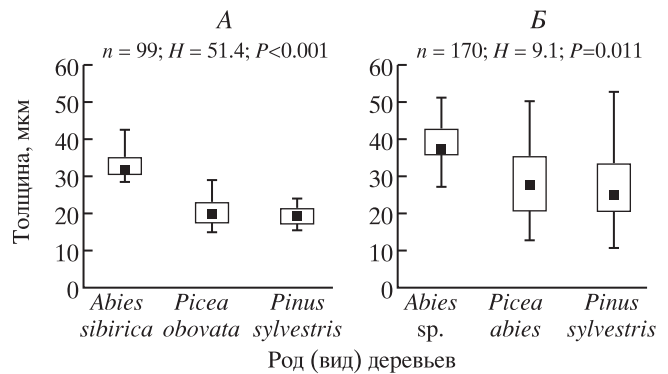 А
n = 99; H = 51.4; P<0.001
Б
n = 170; H = 9.1; P=0.011
Толщина, мкм
60
50
40
30
20
10
0
60
50
40
30
20
10
0
Abies sibirica
Picea obovata
Pinus sylvestris
Abies sp.
Picea abies
Pinus sylvestris
Род (вид) деревьев